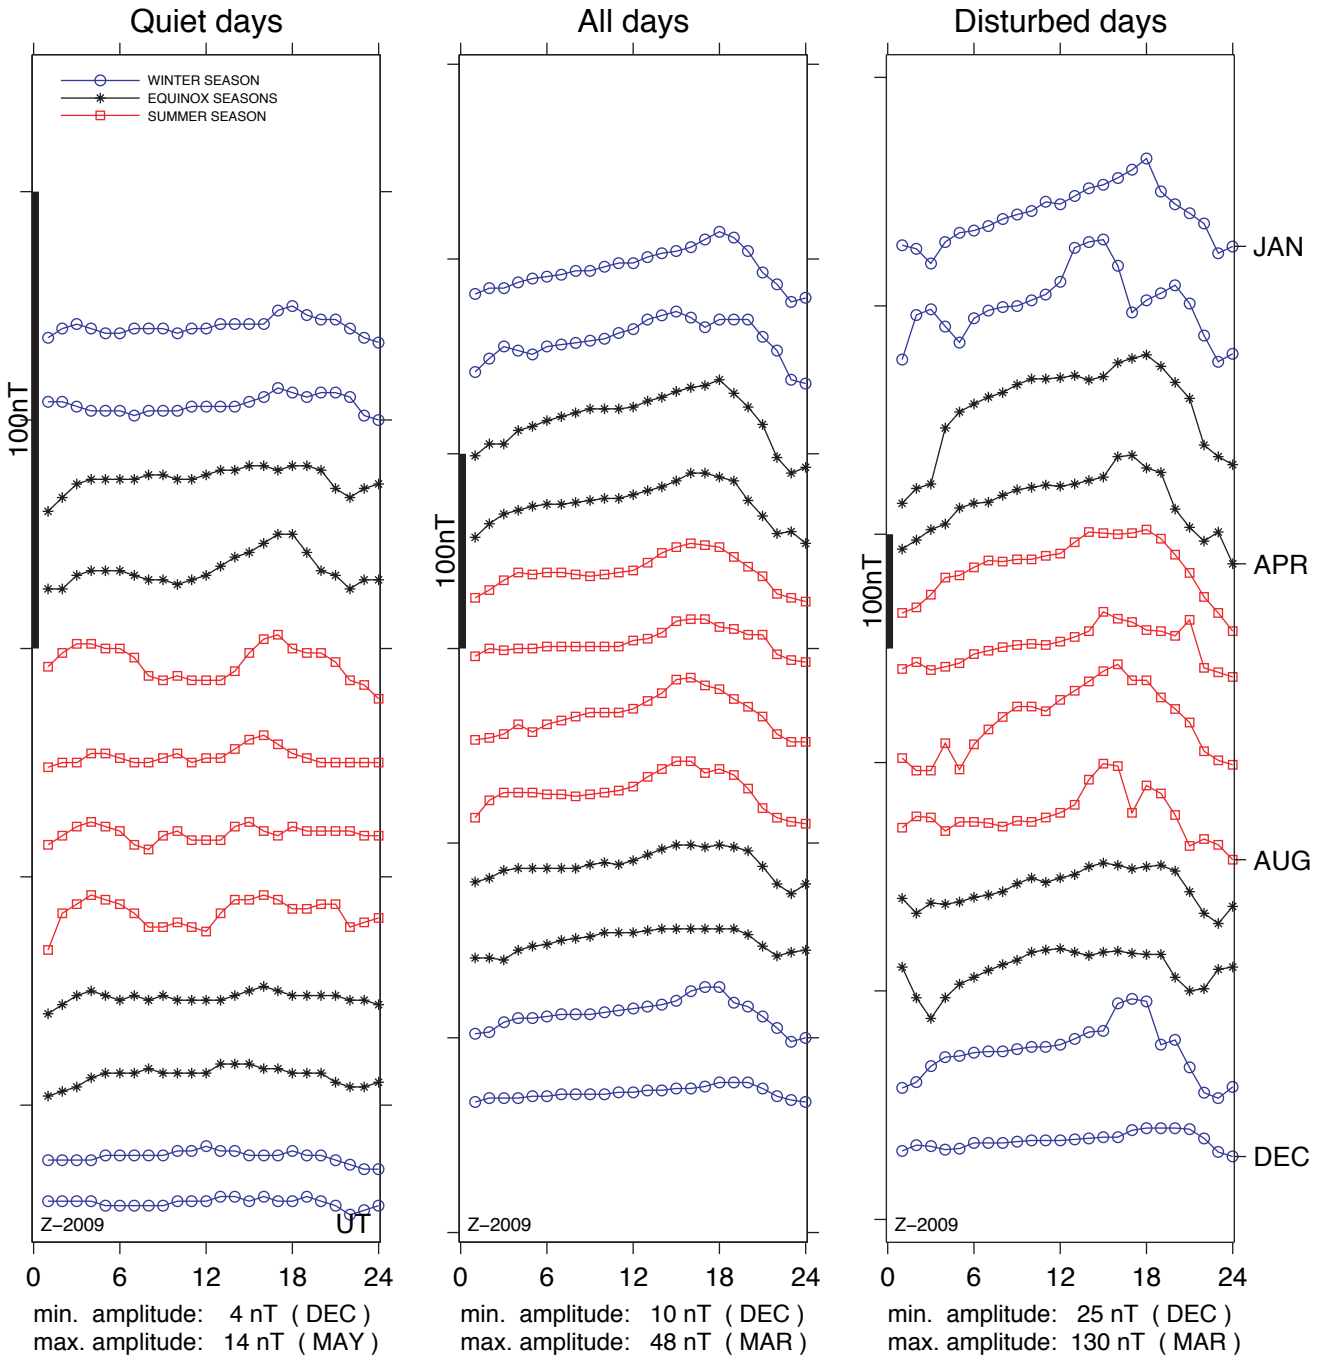 Quiet days
All days
Disturbed days
WINTER SEASON
EQUINOX SEASONS
SUMMER SEASON
100nT
100nT
100nT
JAN
APR
AUG
DEC
Z−2009
UT
Z−2009
Z−2009
0 6 12 18 24
0 6 12 18 24
0 6 12 18 24
min. amplitude: 4 nT ( DEC )
max. amplitude: 14 nT ( MAY )
min. amplitude: 10 nT ( DEC )
max. amplitude: 48 nT ( MAR )
min. amplitude: 25 nT ( DEC )
max. amplitude: 130 nT ( MAR )